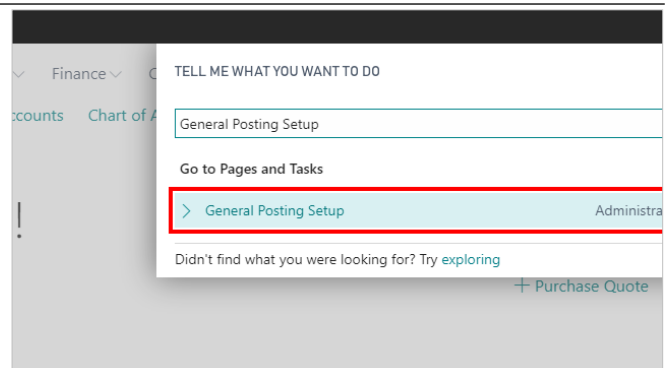 TELL ME WHAT YOU WANT TO DO
Finance
ccounts Chart of A
General Posting Setup
Go to Pages and Tasks
General Posting Setup Administra
!
Didn't find what you were looking for? Try exploring
+ Purchase Quote